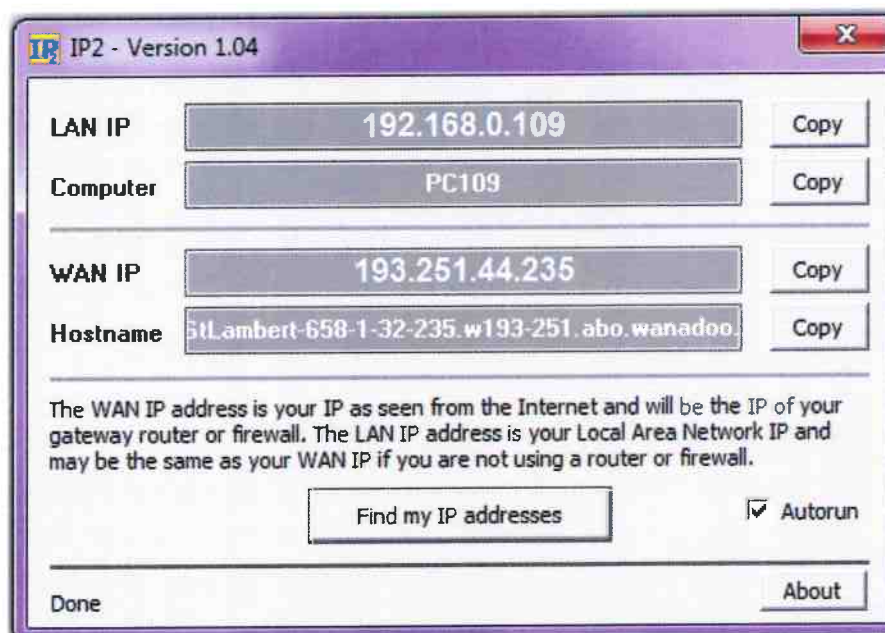 IP2 - Version 1.04
LAN IP 192.168.0.109 Copy
Computer PC109 Copy
WAN IP 193.251.44.235 Copy
Hostname StLambert-658-1-32-235.w193-251.abo.wanadoo. Copy
The WAN IP address is your IP as seen from the Internet and will be the IP of your
gateway router or firewall. The LAN IP address is your Local Area Network IP and
may be the same as your WAN IP if you are not using a router or firewall.
Find my IP addresses Autorun
Done About